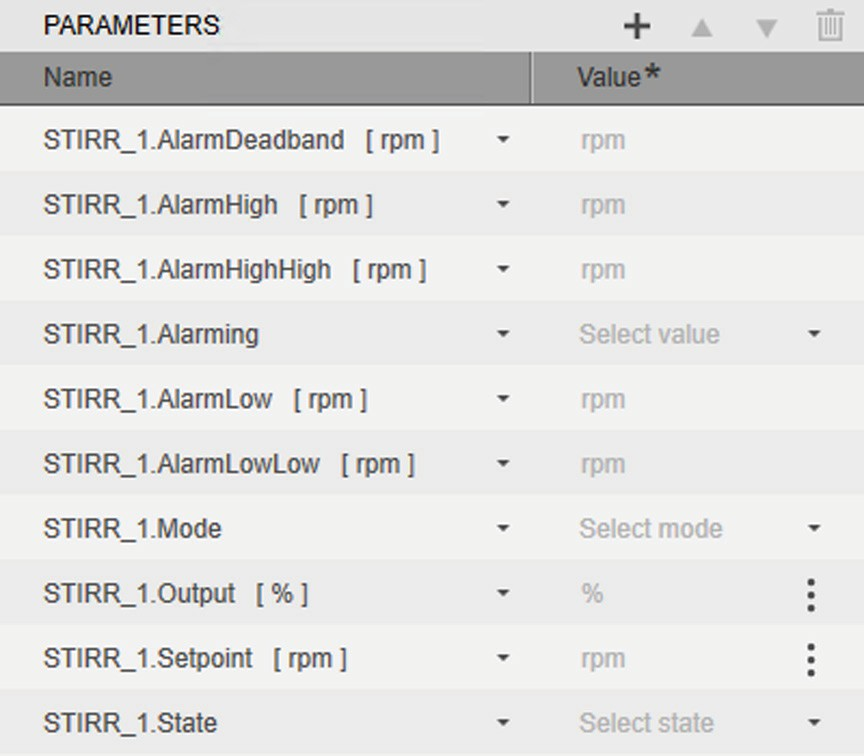 PARAMETERS
Name Value*
STIRR_1.AlarmDeadband [ rpm ] rpm
STIRR_1.AlarmHigh [ rpm ] rpm
STIRR_1.AlarmHighHigh [ rpm ] rpm
STIRR_1.Alarming Select value
STIRR_1.AlarmLow [ rpm ] rpm
STIRR_1.AlarmLowLow [ rpm ] rpm
STIRR_1.Mode Select mode
STIRR_1.Output [ % ] %
STIRR_1.Setpoint [ rpm ] rpm
STIRR_1.State Select state